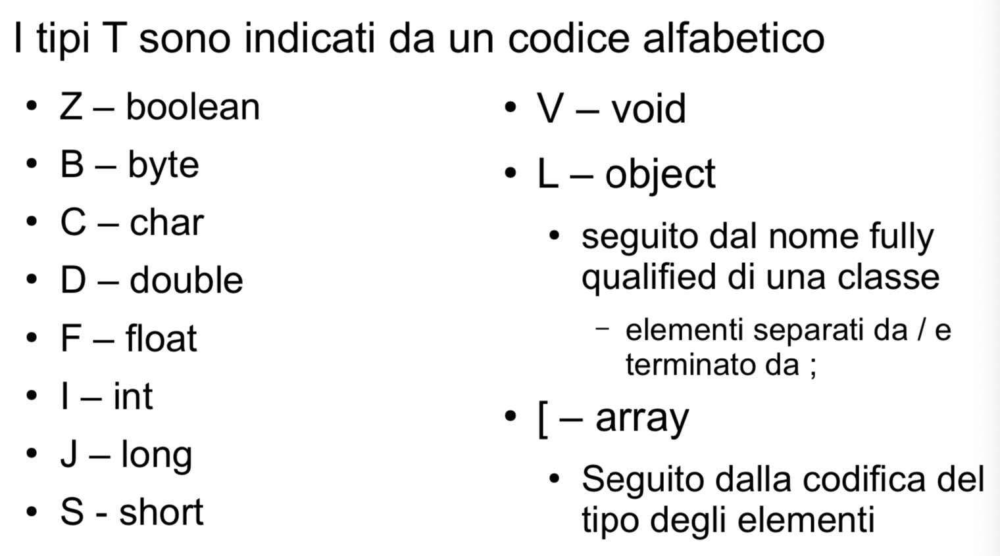 I tipi T sono indicati da un codice alfabetico
• Z – boolean
• B – byte
• C – char
• D – double
• F – float
• I – int
• J – long
• S - short
• V – void
• L – object
• seguito dal nome fully
qualified di una classe
– elementi separati da / e
terminato da ;
• [ – array
• Seguito dalla codifica del
tipo degli elementi